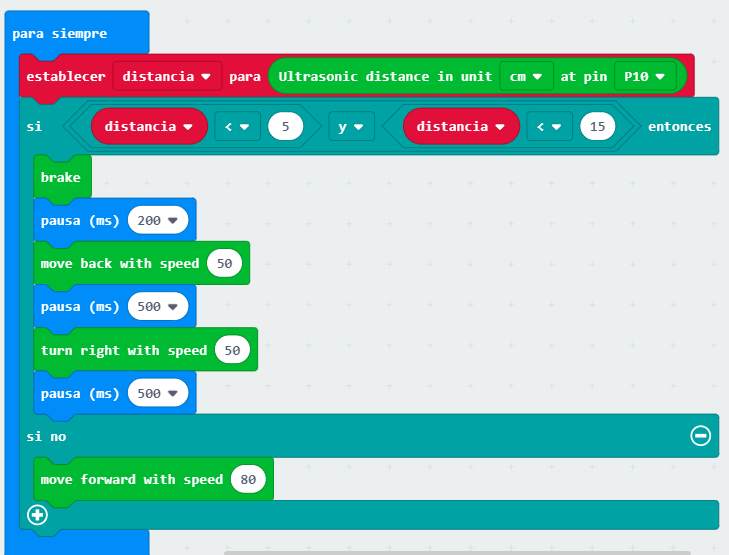 para siempre
establecer distancia para Ultrasonic distance in unit cm at pin P10
si distancia < 5 y distancia < 15 entonces
brake
pausa (ms) 200
move back with speed 50
pausa (ms) 500
turn right with speed 50
pausa (ms) 500
si no
move forward with speed 80